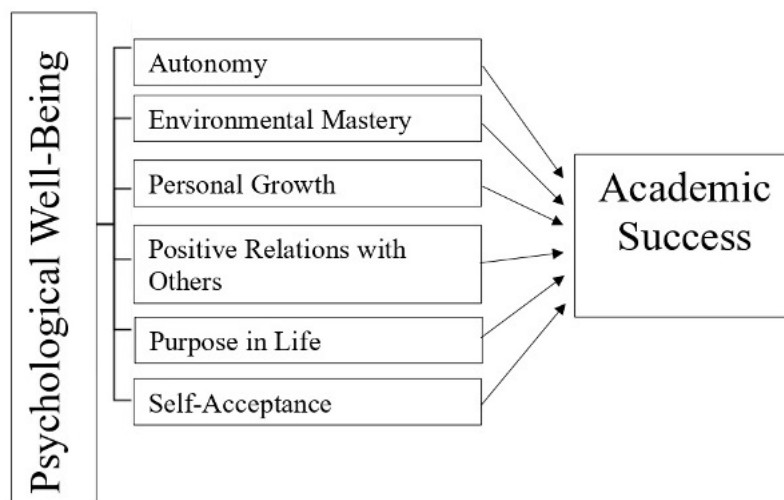 Psychological Well-Being
Autonomy
Environmental Mastery
Personal Growth
Positive Relations with
Others
Purpose in Life
Self-Acceptance
Academic
Success